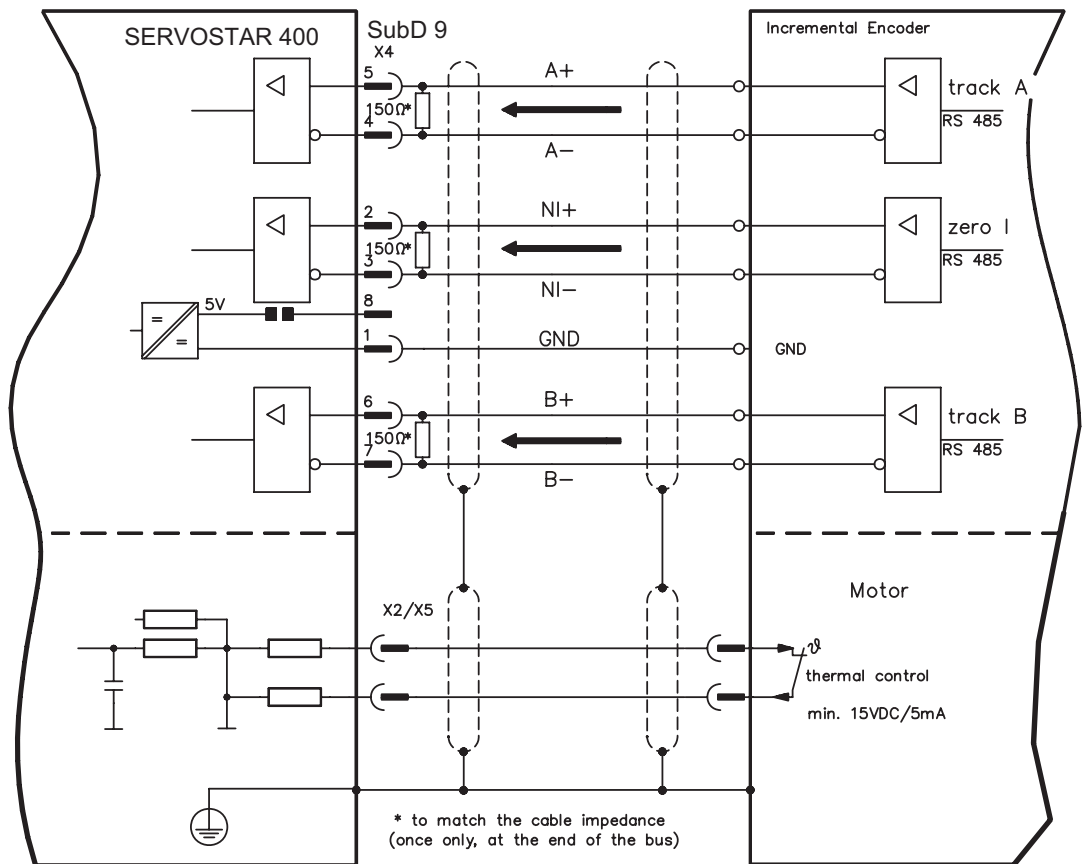 SERVOSTAR 400
SubD 9
X4
Incremental Encoder
5
A+
track A
150Ω*
RS 485
4
A−
2
NI+
zero I
150Ω*
RS 485
3
NI−
5V
8
=
=
1
GND
GND
6
B+
track B
150Ω*
RS 485
7
B−
Motor
X2/X5
ϑ
thermal control
min. 15VDC/5mA
* to match the cable impedance
(once only, at the end of the bus)